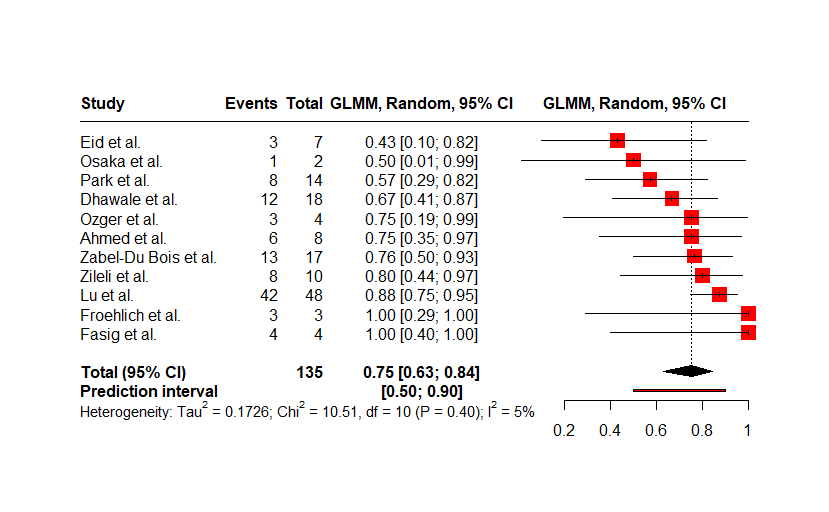 Study Events Total GLMM, Random, 95% CI GLMM, Random, 95% CI
Eid et al. 3 7 0.43 [0.10; 0.82]
Osaka et al. 1 2 0.50 [0.01; 0.99]
Park et al. 8 14 0.57 [0.29; 0.82]
Dhawale et al. 12 18 0.67 [0.41; 0.87]
Ozger et al. 3 4 0.75 [0.19; 0.99]
Ahmed et al. 6 8 0.75 [0.35; 0.97]
Zabel-Du Bois et al. 13 17 0.76 [0.50; 0.93]
Zileli et al. 8 10 0.80 [0.44; 0.97]
Lu et al. 42 48 0.88 [0.75; 0.95]
Froehlich et al. 3 3 1.00 [0.29; 1.00]
Fasig et al. 4 4 1.00 [0.40; 1.00]
Total (95% CI) 135 0.75 [0.63; 0.84]
Prediction interval [0.50; 0.90]
Heterogeneity: Tau² = 0.1726; Chi² = 10.51, df = 10 (P = 0.40); I² = 5%
0.2 0.4 0.6 0.8 1